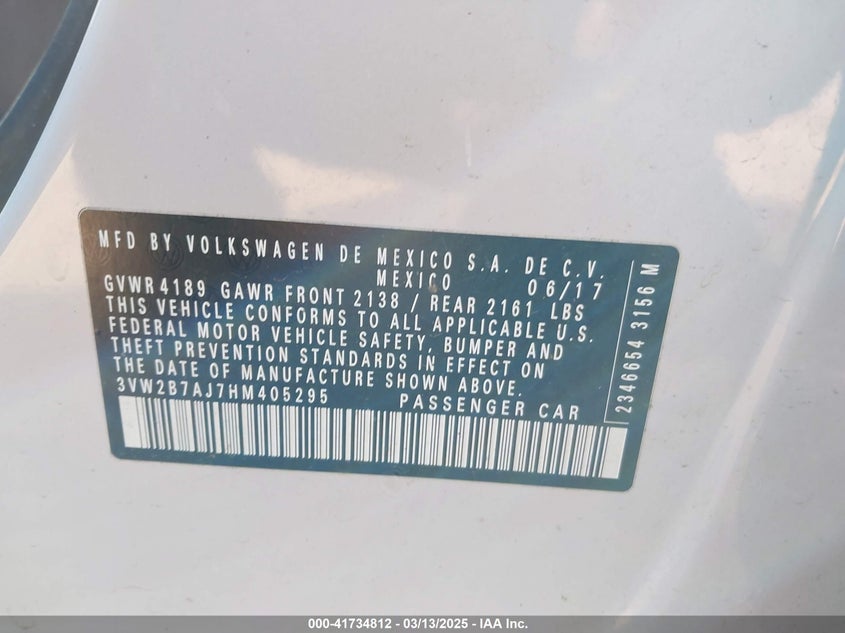 MFD BY VOLKSWAGEN DE MEXICO S.A. DE C.V.
MEXICO 06/17
GVWR4189 GAWR FRONT 2138 / REAR 2161 LBS
THIS VEHICLE CONFORMS TO ALL APPLICABLE U.S.
FEDERAL MOTOR VEHICLE SAFETY, BUMPER AND
THEFT PREVENTION STANDARDS IN EFFECT ON
THE DATE OF MANUFACTURE SHOWN ABOVE.
3VW2B7AJ7HM405295 PASSENGER CAR
2346654 3156 M
000-41734812 - 03/13/2025 - IAA Inc.